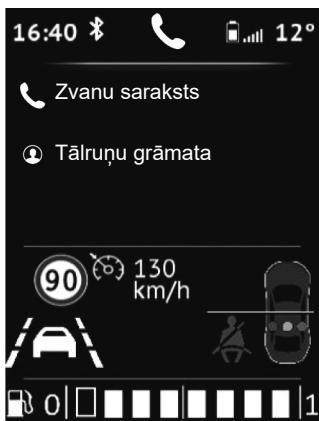 16:40 12°
Zvanu saraksts
Tālruņu grāmata
90 130
km/h
0 1